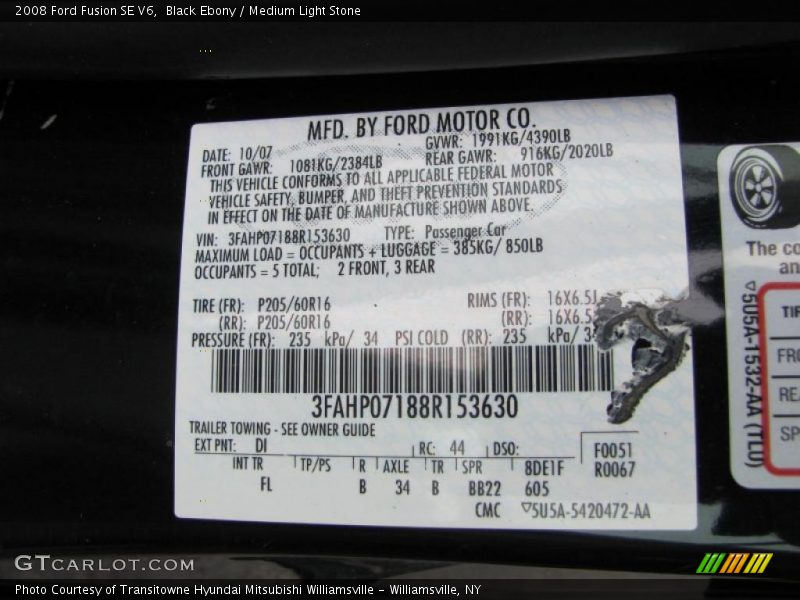 2008 Ford Fusion SE V6,  Black Ebony / Medium Light Stone
MFD. BY FORD MOTOR CO.
DATE: 10/07 GVWR: 1991KG/4390LB
FRONT GAWR: 1081KG/2384LB REAR GAWR: 916KG/2020LB
THIS VEHICLE CONFORMS TO ALL APPLICABLE FEDERAL MOTOR
VEHICLE SAFETY, BUMPER, AND THEFT PREVENTION STANDARDS
IN EFFECT ON THE DATE OF MANUFACTURE SHOWN ABOVE.
VIN: 3FAHP07188R153630 TYPE: Passenger Car
MAXIMUM LOAD = OCCUPANTS + LUGGAGE = 385KG/ 850LB
OCCUPANTS = 5 TOTAL; 2 FRONT, 3 REAR
TIRE (FR): P205/60R16 RIMS (FR): 16X6.5J
(RR): P205/60R16 (RR): 16X6.5
PRESSURE (FR): 235 kPa/ 34 PSI COLD (RR): 235 kPa/
3FAHP07188R153630
TRAILER TOWING - SEE OWNER GUIDE
EXT PNT: DI RC: 44 DSO: F0051
R0067
INT TR TP/PS R AXLE TR SPR 8DE1F
FL B 34 B BB22 605
CMC 5U5A-5420472-AA
The
5U5A-1532-AA (TLU)
GTCARLOT.COM
Photo Courtesy of Transitowne Hyundai Mitsubishi Williamsville - Williamsville, NY